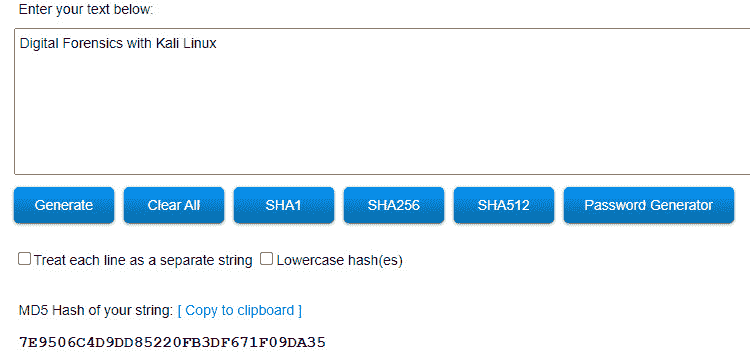 Enter your text below:
Digital Forensics with Kali Linux
Generate Clear All SHA1 SHA256 SHA512 Password Generator
Treat each line as a separate string Lowercase hash(es)
MD5 Hash of your string: [ Copy to clipboard ]
7E9506C4D9DD85220FB3DF671F09DA35